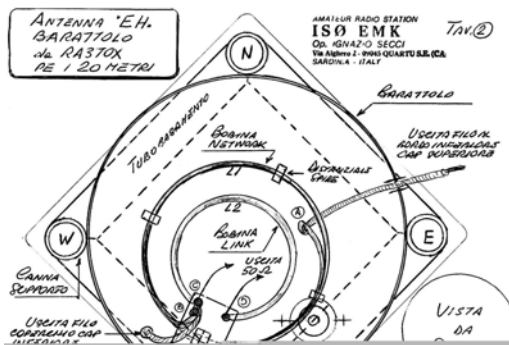 ANTENNA "E.H.
BARATTOLO
da RA3TOX
PE I 20 METRI
AMATEUR RADIO STATION
ISØ EMK
Op. IGNAZIO SECCI
Via Alghero 2 - 09045 QUARTU S.E. (CA)
SARDINIA - ITALY
TAV. 2
N
BARATTOLO
TUBO BASAMENTO
BOBINA
NETWORK
L1
DISTANZIALE
SPIRE
USCITA FILO AL
BORDO INFERIORE
CAP SUPERIORE
L2
A
W
E
BOBINA
LINK
USCITA
50 Ω
CANNA
SUPPORTO
C
B
D
USCITA FILO
COPERCHIO CAP
INFERIORE
VISTA
DA